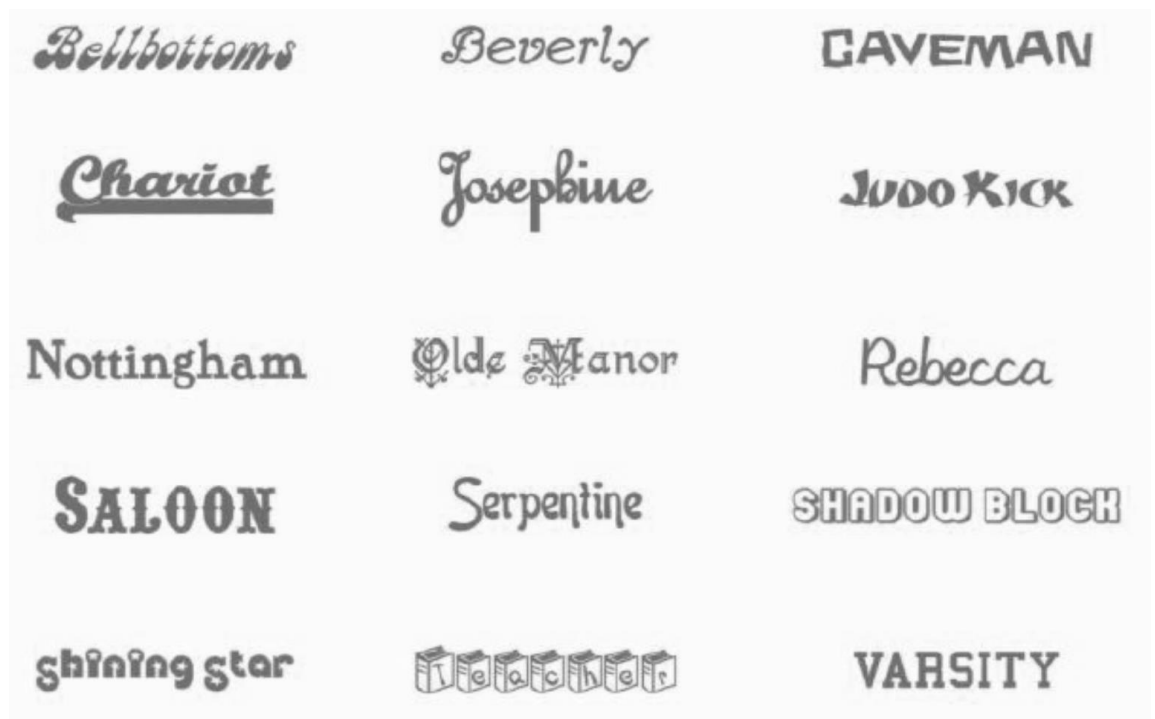 Bellbottoms Beverly CAVEMAN
Chariot Josephine JUDO KICK
Nottingham Olde Manor Rebecca
SALOON Serpentine SHADOW BLOCK
shining star Teacher VARSITY